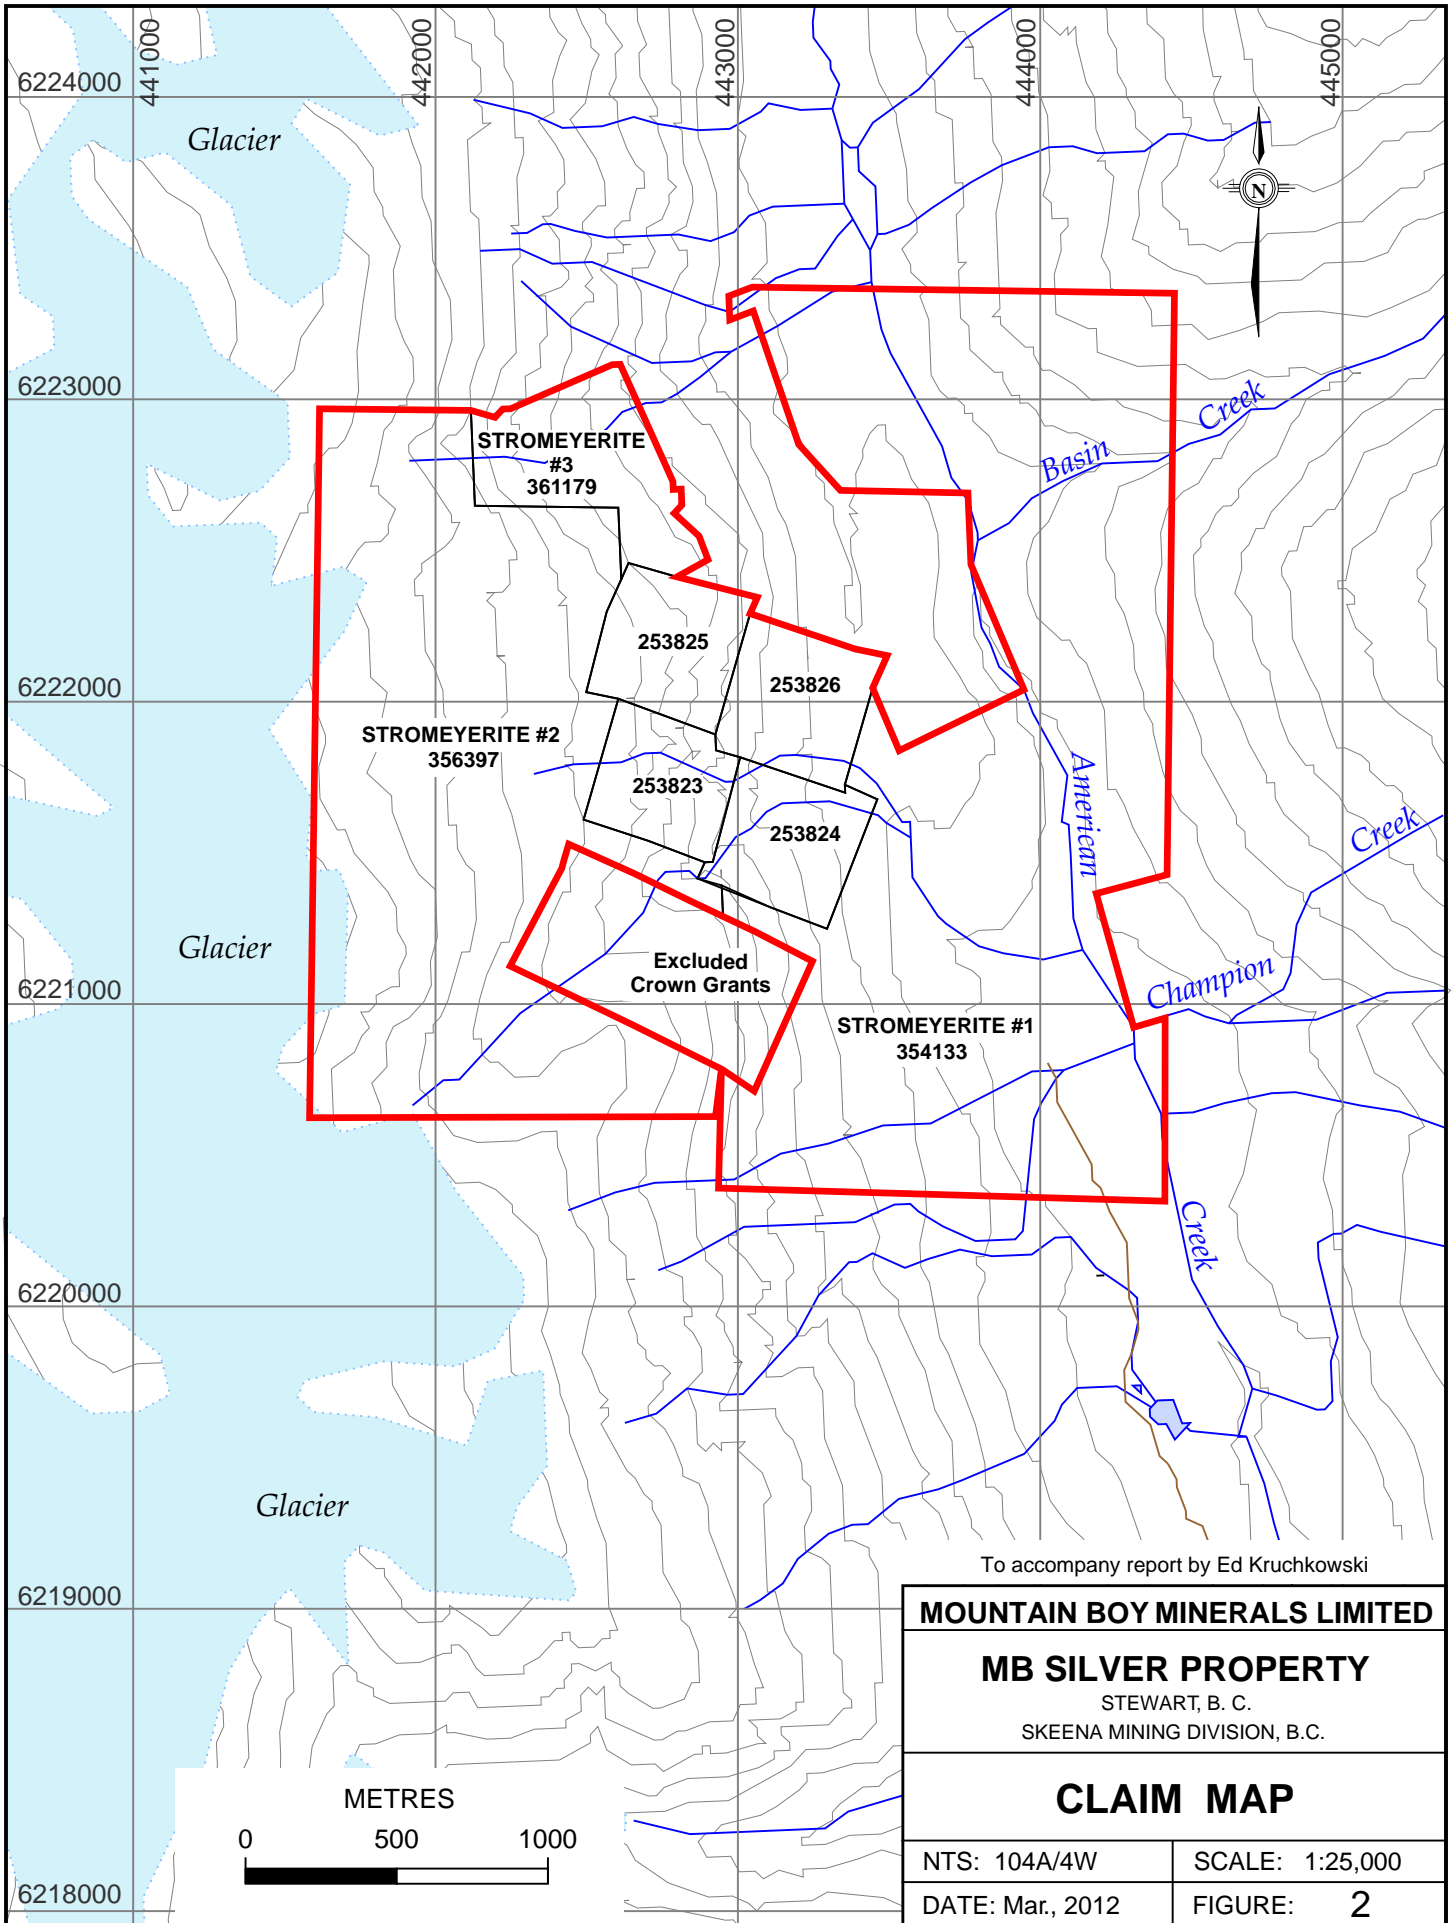 441000
442000
443000
444000
445000
6224000
Glacier
N
6223000
Creek
Basin
STROMEYERITE
#3
361179
253825
253826
6222000
STROMEYERITE #2
356397
253823
253824
American
Creek
Glacier
Excluded
Crown Grants
6221000
Champion
STROMEYERITE #1
354133
Creek
6220000
Glacier
6219000
To accompany report by Ed Kruchkowski
MOUNTAIN BOY MINERALS LIMITED
MB SILVER PROPERTY
STEWART, B. C.
SKEENA MINING DIVISION, B.C.
CLAIM MAP
METRES
0 500 1000
NTS: 104A/4W
SCALE: 1:25,000
6218000
DATE: Mar., 2012
FIGURE: 2